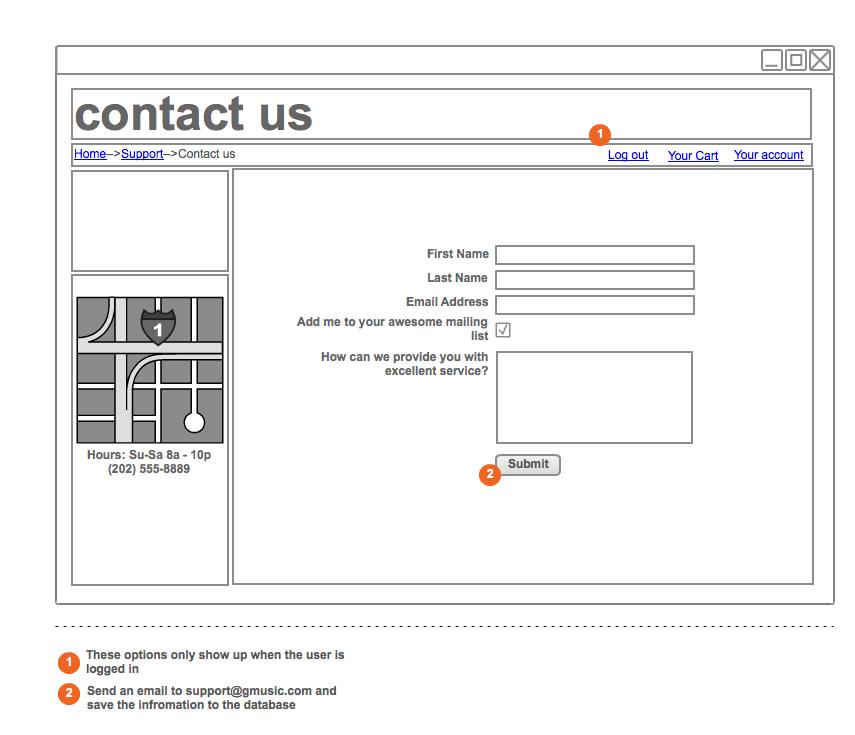 contact us
1
Home-->Support-->Contact us
Log out Your Cart Your account
First Name
Last Name
Email Address
Add me to your awesome mailing
list
How can we provide you with
excellent service?
Submit
2
1
Hours: Su-Sa 8a - 10p
(202) 555-8889
1 These options only show up when the user is
logged in
2 Send an email to support@gmusic.com and
save the infromation to the database